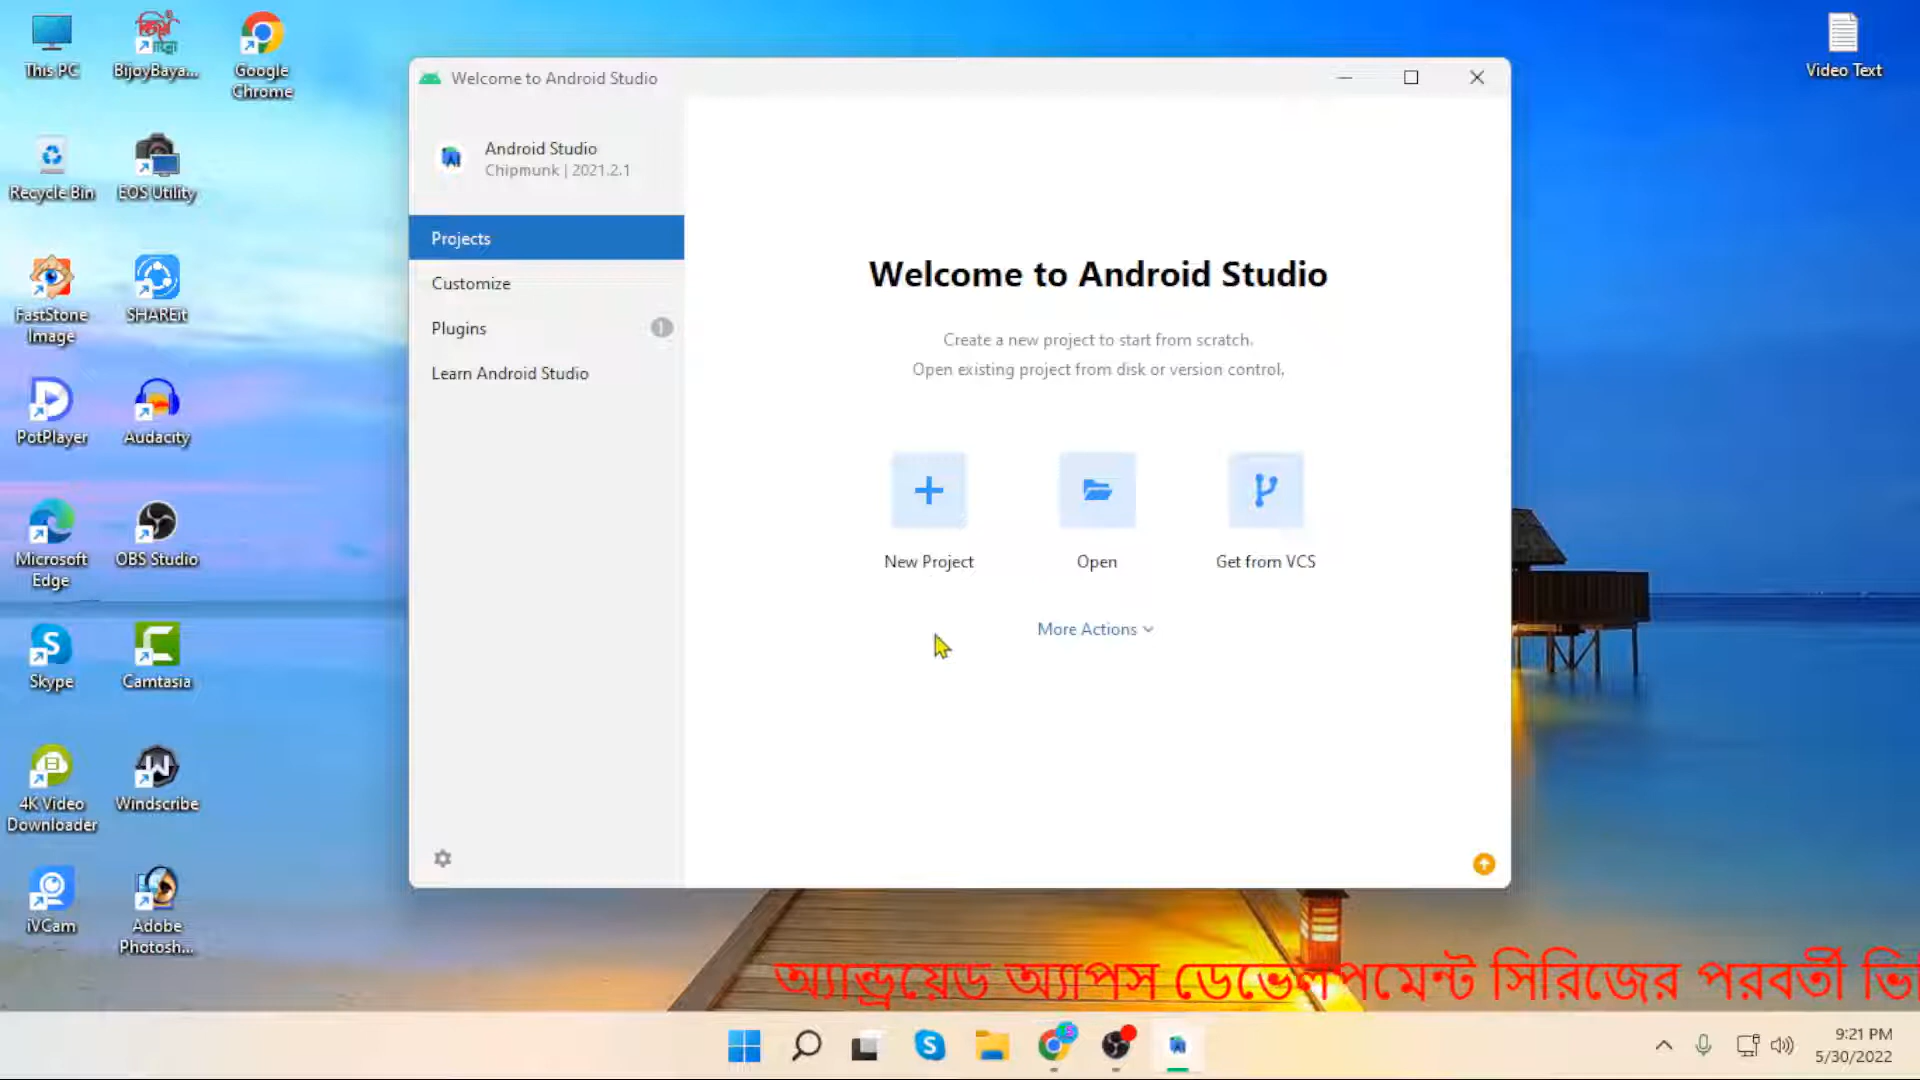 This PC
BijoyBaya...
Google
Chrome
Video Text
Recycle Bin
EOS Utility
FastStone
Image
SHAREit
PotPlayer
Audacity
Microsoft
Edge
OBS Studio
Skype
Camtasia
4K Video
Downloader
Windscribe
iVCam
Adobe
Photosh...
Welcome to Android Studio
Android Studio
Chipmunk | 2021.2.1
Projects
Customize
Plugins
1
Learn Android Studio
Welcome to Android Studio
Create a new project to start from scratch.
Open existing project from disk or version control.
New Project
Open
Get from VCS
More Actions
অ্যান্ড্রয়েড অ্যাপস ডেভেলপমেন্ট সিরিজের পরবর্তী
9:21 PM
5/30/2022